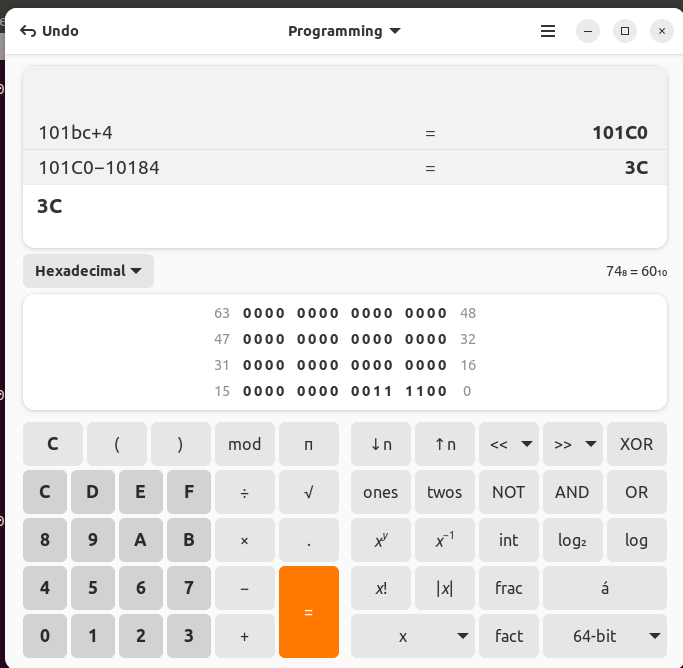 Undo Programming
101bc+4 = 101C0
101C0−10184 = 3C
3C
Hexadecimal 74₈ = 60₁₀
63 0000 0000 0000 0000 48
47 0000 0000 0000 0000 32
31 0000 0000 0000 0000 16
15 0000 0000 0011 1100 0
C ( ) mod π ↓n ↑n << >> XOR
C D E F ÷ √ ones twos NOT AND OR
8 9 A B × . xʸ x⁻¹ int log₂ log
4 5 6 7 − = x! |x| frac á
0 1 2 3 + x fact 64-bit